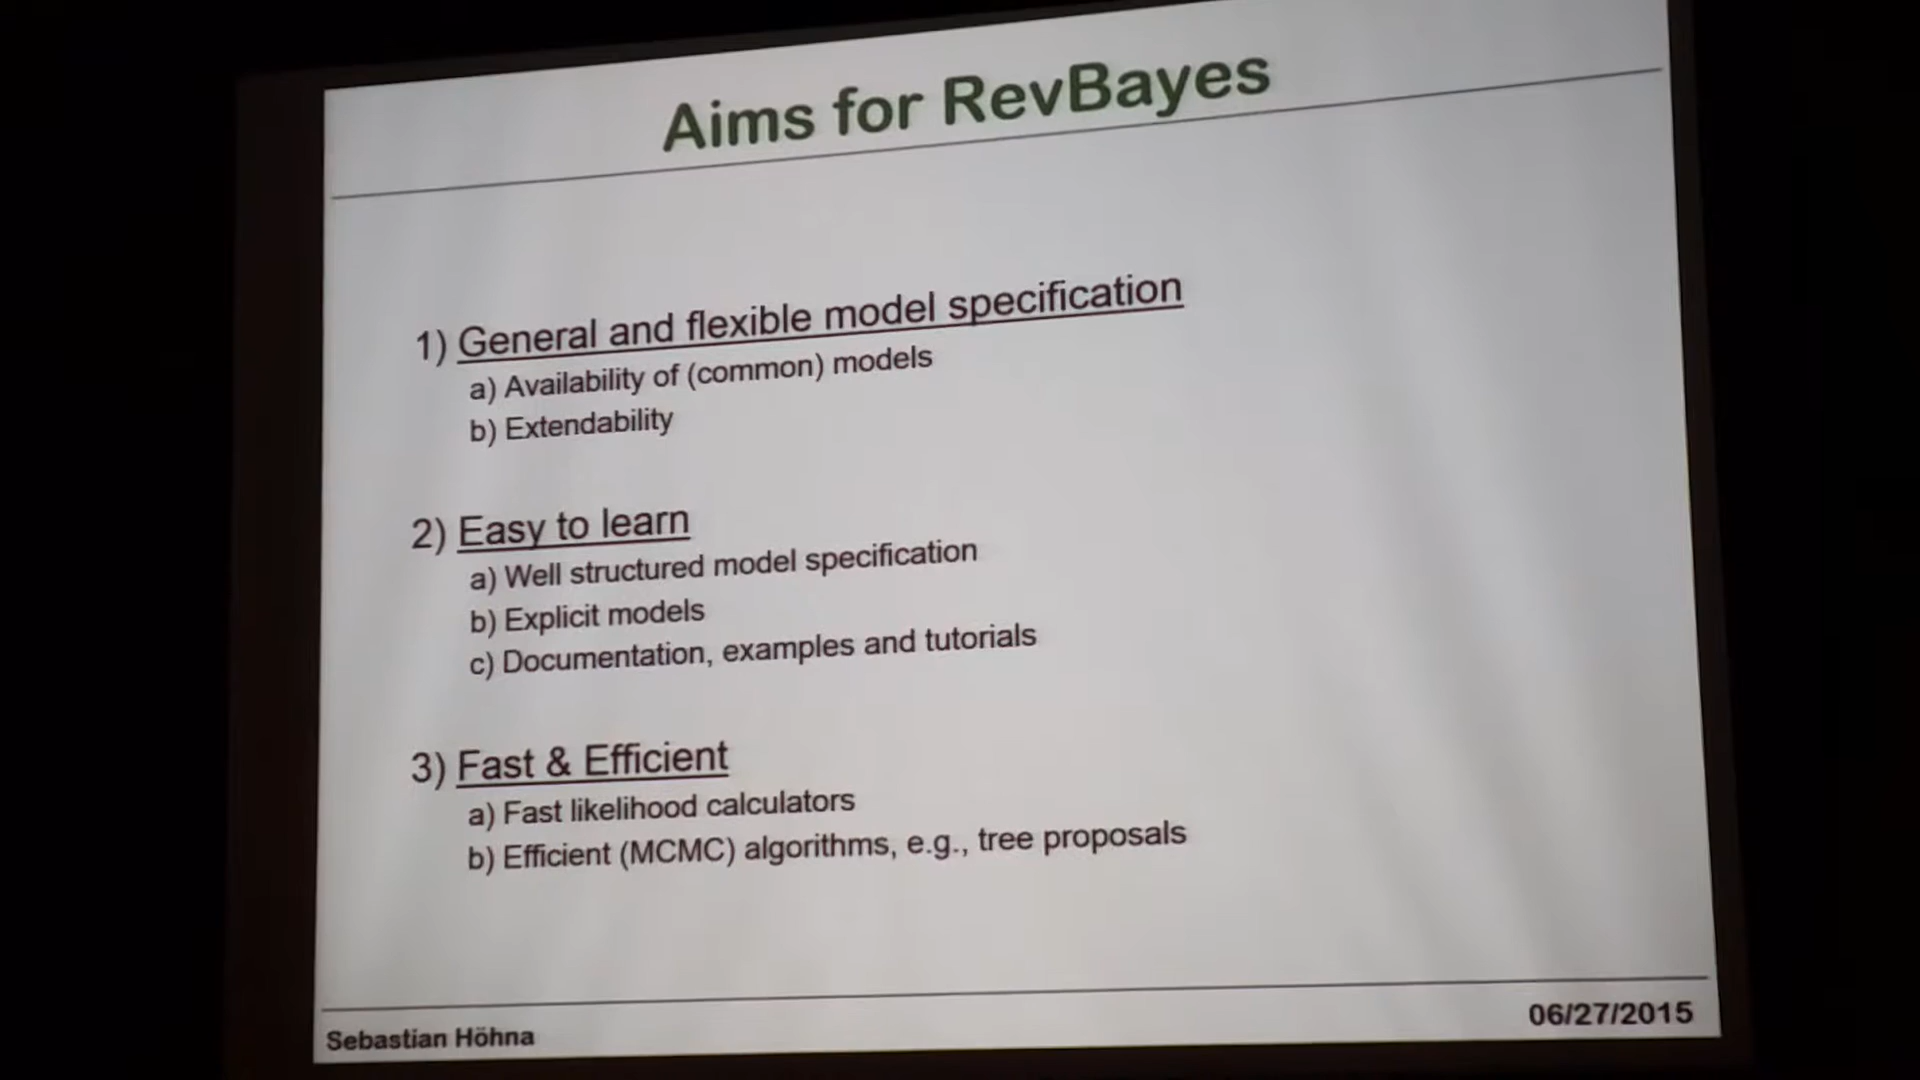 Aims for RevBayes
1) General and flexible model specification
a) Availability of (common) models
b) Extendability
2) Easy to learn
a) Well structured model specification
b) Explicit models
c) Documentation, examples and tutorials
3) Fast & Efficient
a) Fast likelihood calculators
b) Efficient (MCMC) algorithms, e.g., tree proposals
Sebastian Höhna
06/27/2015